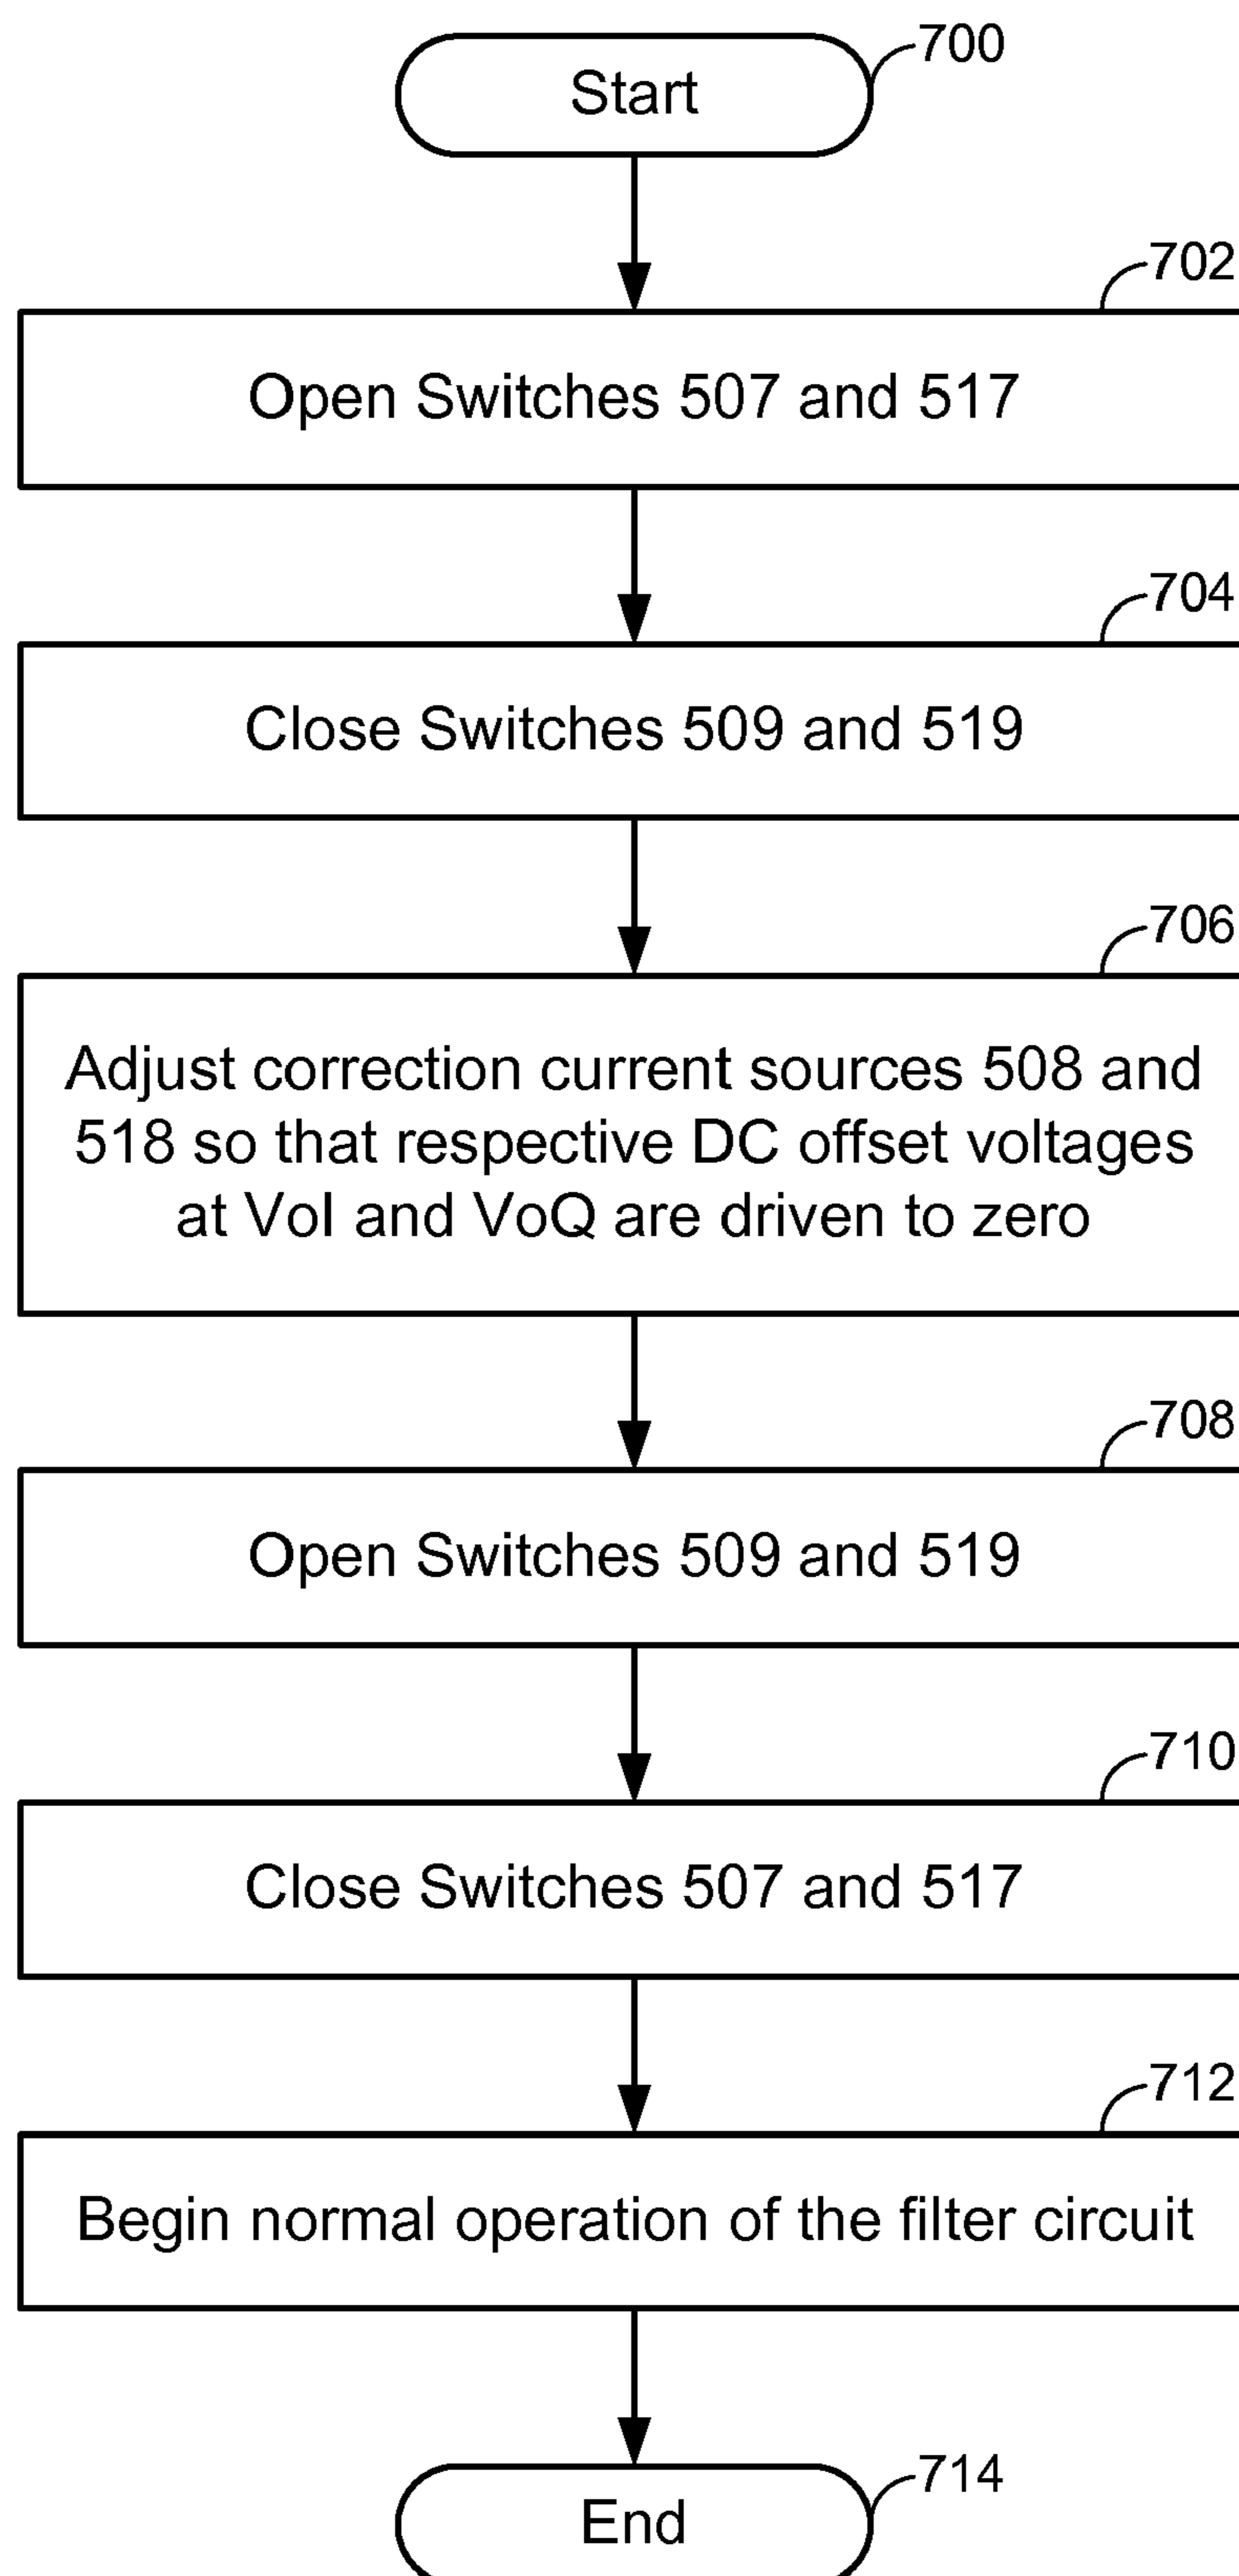 700
Start
702
Open Switches 507 and 517
704
Close Switches 509 and 519
706
Adjust correction current sources 508 and
518 so that respective DC offset voltages
at VoI and VoQ are driven to zero
708
Open Switches 509 and 519
710
Close Switches 507 and 517
712
Begin normal operation of the filter circuit
714
End